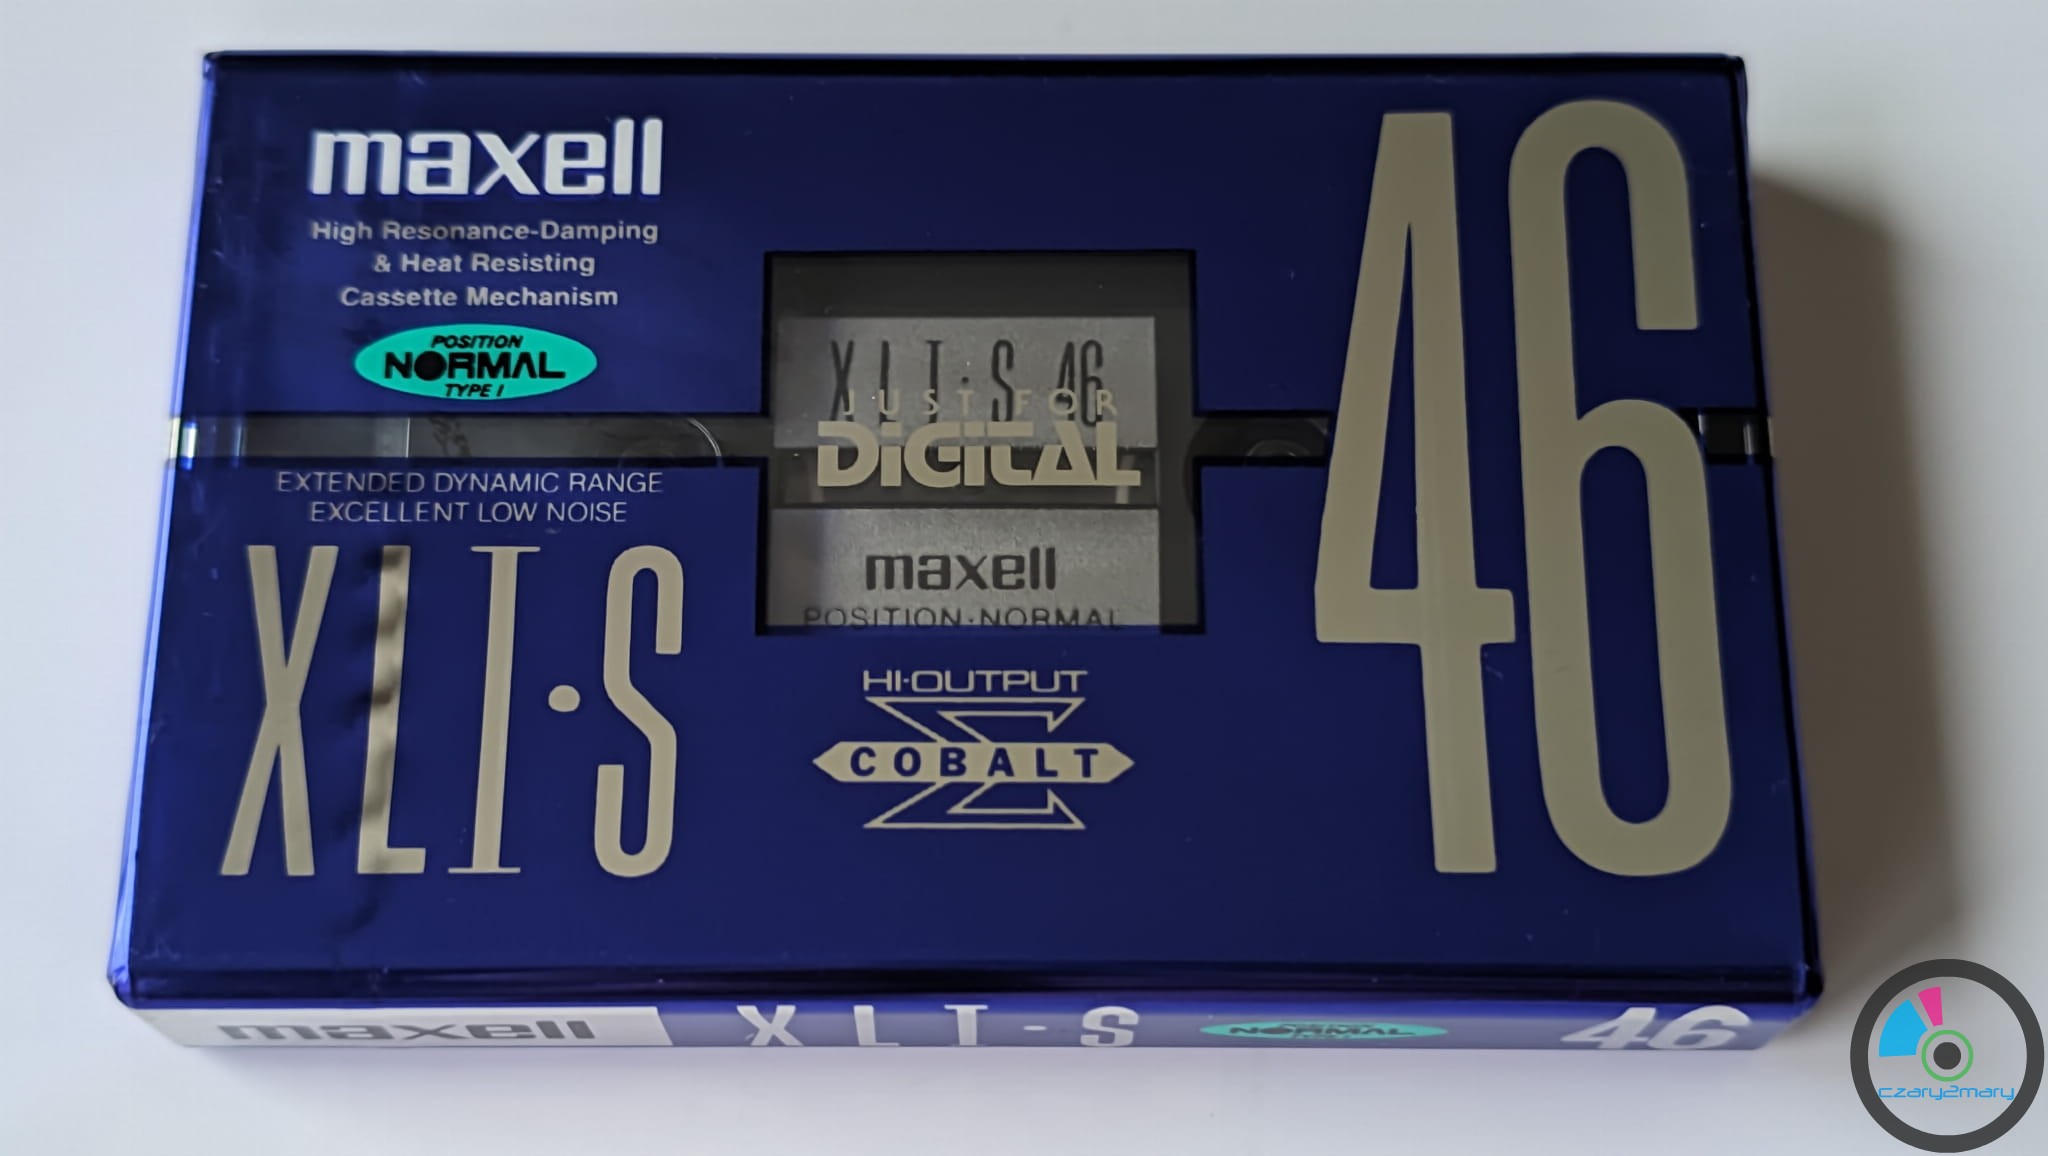 maxell
High Resonance-Damping
& Heat Resisting
Cassette Mechanism
POSITION
NORMAL
TYPE I
EXTENDED DYNAMIC RANGE
EXCELLENT LOW NOISE
XLI·S
XLI·S 46
JUST FOR
DIGITAL
maxell
POSITION·NORMAL
HI·OUTPUT
COBALT
46
maxell XLI·S NORMAL 46
czary2mary